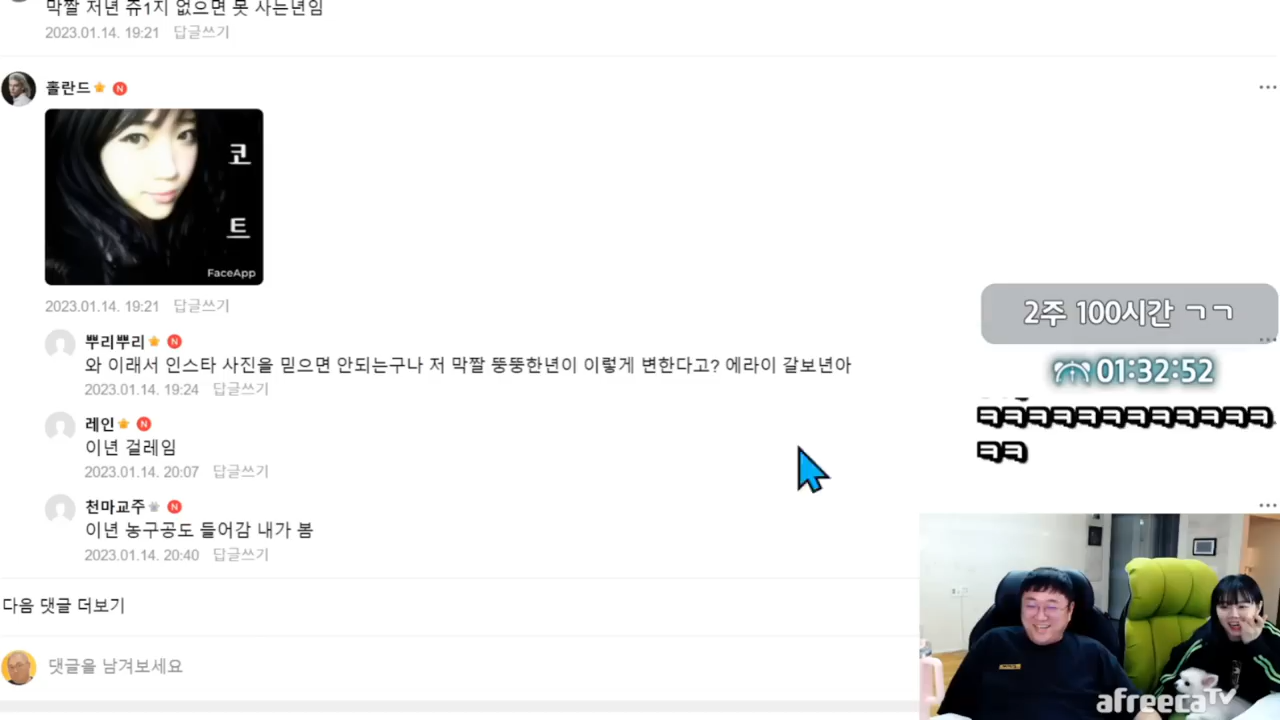 막짤 저년 쥬1지 없으면 못 사는년임
2023.01.14. 19:21 답글쓰기
홀란드 N
코
트
FaceApp
2023.01.14. 19:21 답글쓰기
뿌리뿌리 N
와 이래서 인스타 사진을 믿으면 안되는구나 저 막짤 뚱뚱한년이 이렇게 변한다고? 에라이 갈보년아
2023.01.14. 19:24 답글쓰기
레인 N
이년 걸레임
2023.01.14. 20:07 답글쓰기
천마교주 N
이년 농구공도 들어감 내가 봄
2023.01.14. 20:40 답글쓰기
다음 댓글 더보기
댓글을 남겨보세요
2주 100시간 ㄱㄱ
01:32:52
ㅋㅋㅋㅋㅋㅋㅋㅋㅋㅋㅋㅋ
ㅋㅋ
afreecaTV